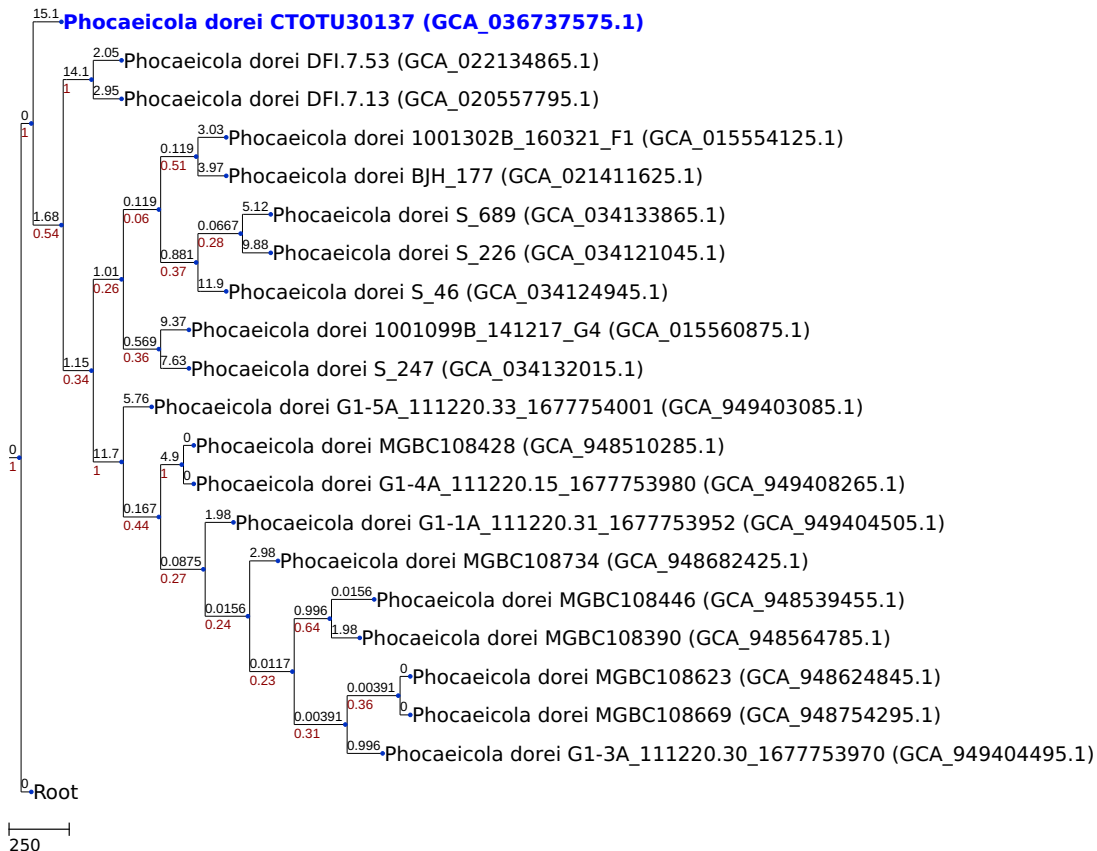 15.1
Phocaeicola dorei CTOTU30137 (GCA_036737575.1)
2.05
Phocaeicola dorei DFI.7.53 (GCA_022134865.1)
14.1
1
2.95
Phocaeicola dorei DFI.7.13 (GCA_020557795.1)
0
1
3.03
Phocaeicola dorei 1001302B_160321_F1 (GCA_015554125.1)
0.119
0.51
3.97
Phocaeicola dorei BJH_177 (GCA_021411625.1)
0.119
0.06
5.12
Phocaeicola dorei S_689 (GCA_034133865.1)
1.68
0.54
0.0667
0.28
9.88
Phocaeicola dorei S_226 (GCA_034121045.1)
0.881
0.37
1.01
0.26
11.9
Phocaeicola dorei S_46 (GCA_034124945.1)
9.37
Phocaeicola dorei 1001099B_141217_G4 (GCA_015560875.1)
0.569
0.36
1.15
0.34
7.63
Phocaeicola dorei S_247 (GCA_034132015.1)
5.76
Phocaeicola dorei G1-5A_111220.33_1677754001 (GCA_949403085.1)
0
Phocaeicola dorei MGBC108428 (GCA_948510285.1)
0
1
11.7
1
4.9
1
0
Phocaeicola dorei G1-4A_111220.15_1677753980 (GCA_949408265.1)
0.167
0.44
1.98
Phocaeicola dorei G1-1A_111220.31_1677753952 (GCA_949404505.1)
0.0875
0.27
2.98
Phocaeicola dorei MGBC108734 (GCA_948682425.1)
0.0156
0.24
0.0156
Phocaeicola dorei MGBC108446 (GCA_948539455.1)
0.996
0.64
1.98
Phocaeicola dorei MGBC108390 (GCA_948564785.1)
0.0117
0.23
0
Phocaeicola dorei MGBC108623 (GCA_948624845.1)
0.00391
0.36
0
Phocaeicola dorei MGBC108669 (GCA_948754295.1)
0.00391
0.31
0.996
Phocaeicola dorei G1-3A_111220.30_1677753970 (GCA_949404495.1)
0
Root
250